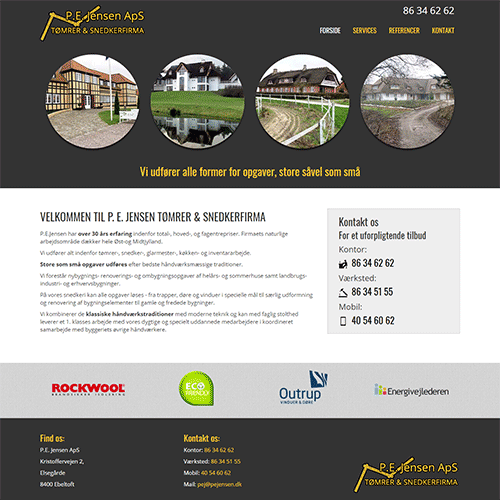 P.E. Jensen ApS
TØMRER & SNEDKERFIRMA
86 34 62 62
FORSIDE SERVICES REFERENCER KONTAKT
Vi udfører alle former for opgaver, store såvel som små
VELKOMMEN TIL P. E. JENSEN TØMRER & SNEDKERFIRMA
P.E.Jensen har over 30 års erfaring indenfor total-, hoved-, og fagentrepriser. Firmaets naturlige
arbejdsområde dækker hele Øst-og Midtjylland.
Vi udfører alt indenfor tømrer-, snedker-, glarmester-, køkken- og inventararbejde.
Store som små opgaver udføres efter bedste håndværksmæssige traditioner.
Vi forestår nybygnings- renoverings- og ombygningsopgaver af helårs- og sommerhuse samt landbrugs-
industri- og erhvervsbygninger.
På vores snedkeri kan alle opgaver løses - fra trapper, døre og vinduer i specielle mål til særlig udformning
og renovering af bygningselementer til gamle og fredede bygninger.
Vi kombinerer de klassiske håndværkstraditioner med moderne teknik og kan med faglig stolthed
leverer et 1. klasses arbejde med vores dygtige og specielt uddannede medarbejdere i koordineret
samarbejde med byggeriets øvrige håndværkere.
Kontakt os
For et uforpligtende tilbud
Kontor:
86 34 62 62
Værksted:
86 34 51 55
Mobil:
40 54 60 62
ROCKWOOL
BRANDSIKKER ISOLERING
ECO
FRIENDLY
Outrup
VINDUER & DØRE
Energivejlederen
Find os:
P.E. Jensen ApS
Kristoffervejen 2,
Elsegårde
8400 Ebeltoft
Kontakt os:
Kontor: 86 34 62 62
Værksted: 86 34 51 55
Mobil: 40 54 60 62
Mail: pej@pejensen.dk
P.E. Jensen ApS
TØMRER & SNEDKERFIRMA